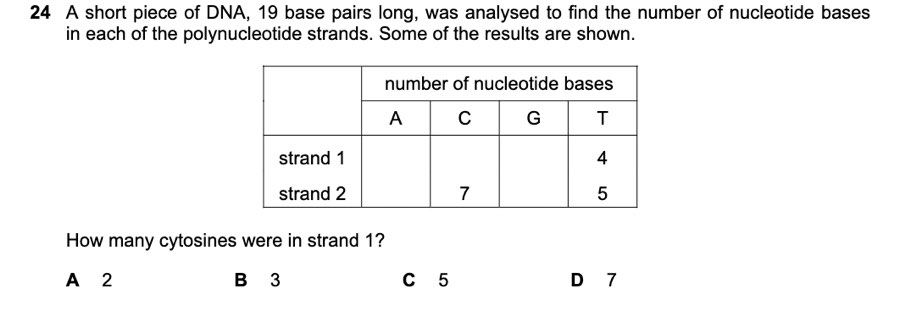 24 A short piece of DNA, 19 base pairs long, was analysed to find the number of nucleotide bases
in each of the polynucleotide strands. Some of the results are shown.
number of nucleotide bases
A C G T
strand 1 4
strand 2 7 5
How many cytosines were in strand 1?
A 2 B 3 C 5 D 7